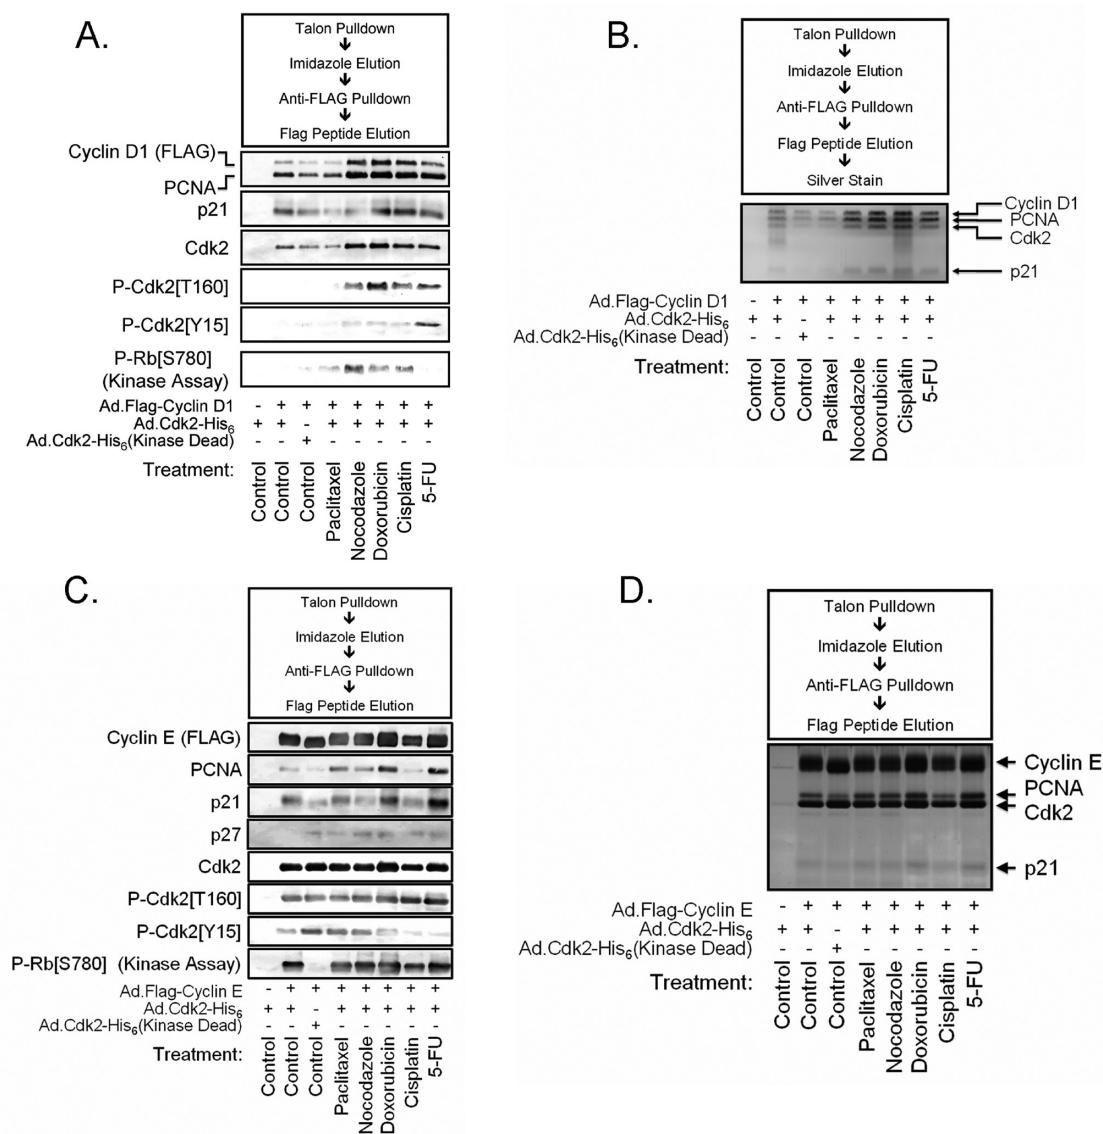 A.
Talon Pulldown
Imidazole Elution
Anti-FLAG Pulldown
Flag Peptide Elution
Cyclin D1 (FLAG)
PCNA
p21
Cdk2
P-Cdk2[T160]
P-Cdk2[Y15]
P-Rb[S780]
(Kinase Assay)
Ad.Flag-Cyclin D1 - + + + + + + +
Ad.Cdk2-His6 + + - + + + + +
Ad.Cdk2-His6(Kinase Dead) - - + - - - - -
Treatment: Control Control Control Paclitaxel Nocodazole Doxorubicin Cisplatin 5-FU
B.
Talon Pulldown
Imidazole Elution
Anti-FLAG Pulldown
Flag Peptide Elution
Silver Stain
Cyclin D1
PCNA
Cdk2
p21
Ad.Flag-Cyclin D1 - + + + + + + +
Ad.Cdk2-His6 + + - + + + + +
Ad.Cdk2-His6(Kinase Dead) - - + - - - - -
Treatment: Control Control Control Paclitaxel Nocodazole Doxorubicin Cisplatin 5-FU
C.
Talon Pulldown
Imidazole Elution
Anti-FLAG Pulldown
Flag Peptide Elution
Cyclin E (FLAG)
PCNA
p21
p27
Cdk2
P-Cdk2[T160]
P-Cdk2[Y15]
P-Rb[S780] (Kinase Assay)
Ad.Flag-Cyclin E - + + + + + + +
Ad.Cdk2-His6 + + - + + + + +
Ad.Cdk2-His6(Kinase Dead) - - + - - - - -
Treatment: Control Control Control Paclitaxel Nocodazole Doxorubicin Cisplatin 5-FU
D.
Talon Pulldown
Imidazole Elution
Anti-FLAG Pulldown
Flag Peptide Elution
Cyclin E
PCNA
Cdk2
p21
Ad.Flag-Cyclin E - + + + + + + +
Ad.Cdk2-His6 + + - + + + + +
Ad.Cdk2-His6(Kinase Dead) - - + - - - - -
Treatment: Control Control Control Paclitaxel Nocodazole Doxorubicin Cisplatin 5-FU